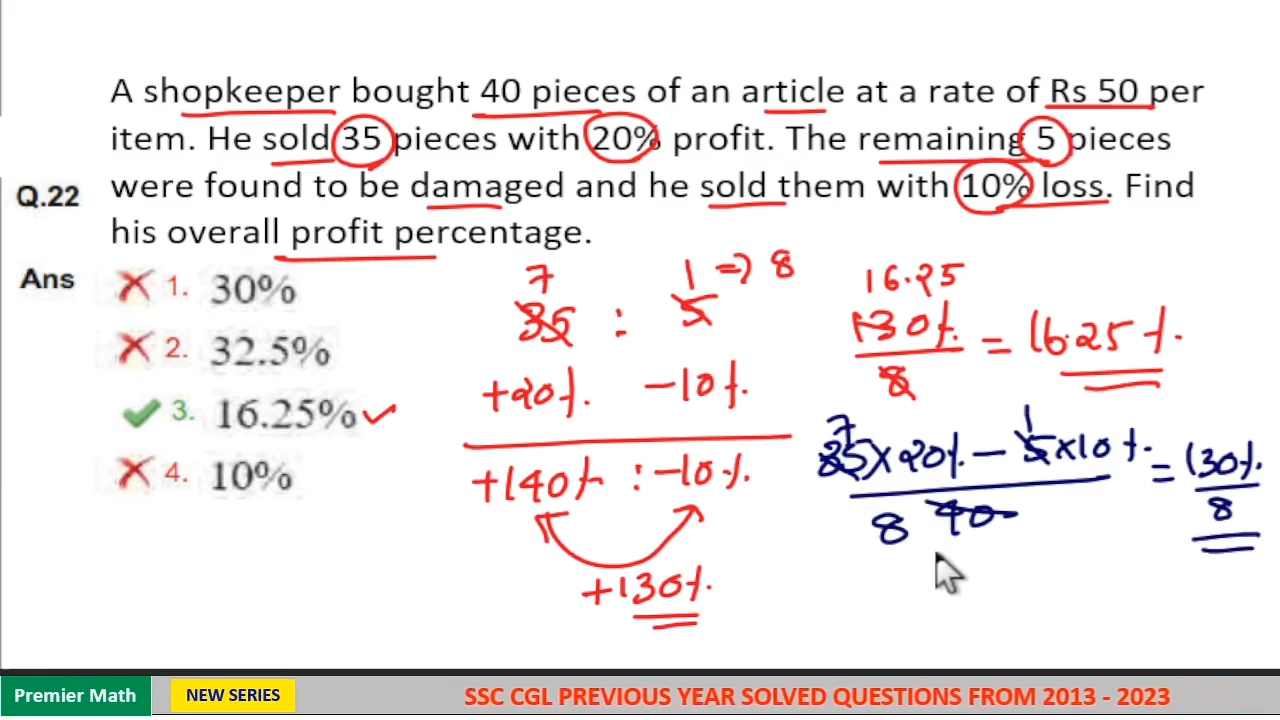 A shopkeeper bought 40 pieces of an article at a rate of Rs 50 per
item. He sold 35 pieces with 20% profit. The remaining 5 pieces
were found to be damaged and he sold them with 10% loss. Find
his overall profit percentage.
Q.22
Ans
1. 30%
2. 32.5%
3. 16.25%
4. 10%
7 1 => 8
35 : 5
+20% -10%
+140% : -10%
+130%
16.25
130% / 8 = 16.25%
7 1
35×20% - 5×10% = 130%
8 40 8
Premier Math
NEW SERIES
SSC CGL PREVIOUS YEAR SOLVED QUESTIONS FROM 2013 - 2023